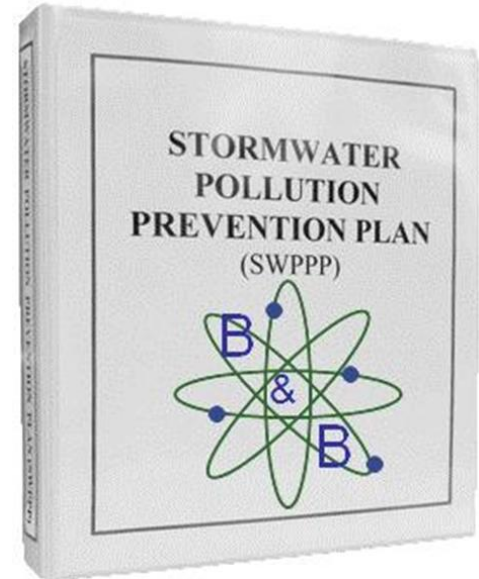 STORMWATER POLLUTION PREVENTION PLAN (SWPPP)
STORMWATER
POLLUTION
PREVENTION PLAN
(SWPPP)
B
&
B